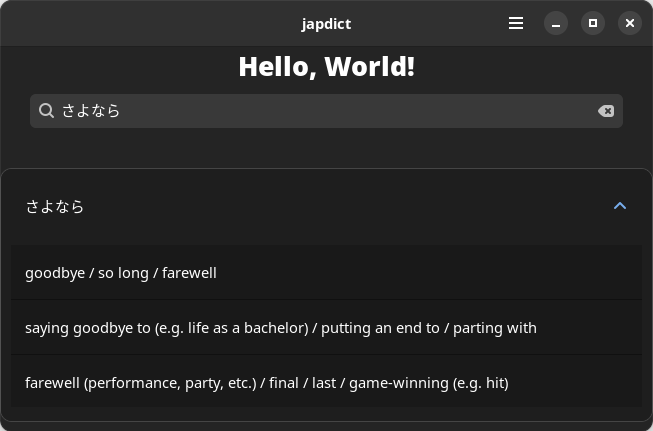 japdict
Hello, World!
さよなら
さよなら
goodbye / so long / farewell
saying goodbye to (e.g. life as a bachelor) / putting an end to / parting with
farewell (performance, party, etc.) / final / last / game-winning (e.g. hit)